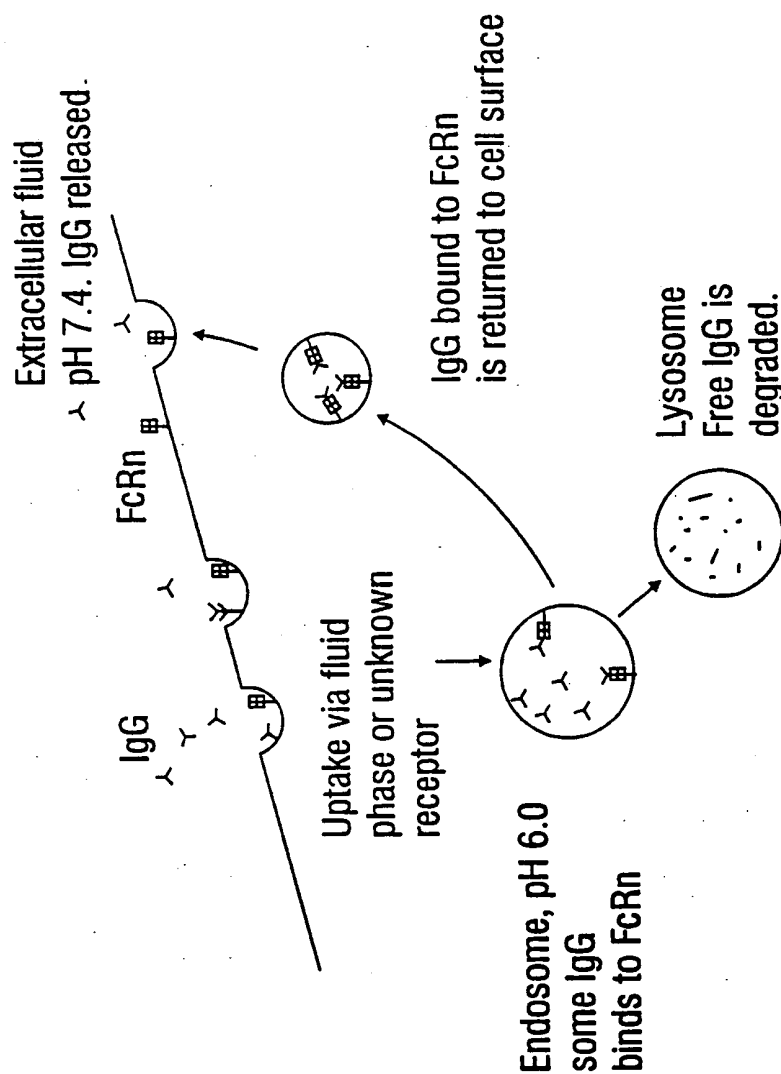 Extracellular fluid
pH 7.4. IgG released.
FcRn
IgG
Uptake via fluid
phase or unknown
receptor
IgG bound to FcRn
is returned to cell surface
Endosome, pH 6.0
some IgG
binds to FcRn
Lysosome
Free IgG is
degraded.